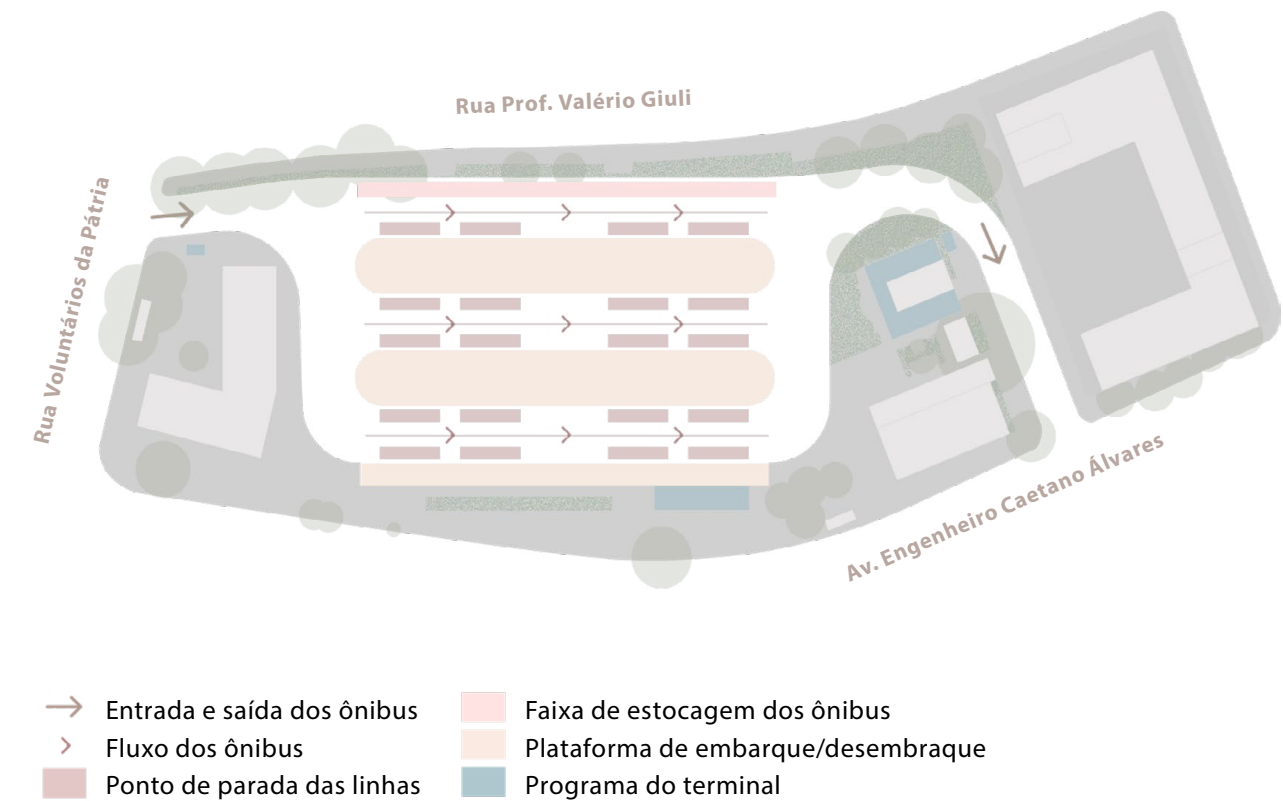 Rua Prof. Valério Giuli
Rua Voluntários da Pátria
Av. Engenheiro Caetano Álvares
Entrada e saída dos ônibus
Fluxo dos ônibus
Ponto de parada das linhas
Faixa de estocagem dos ônibus
Plataforma de embarque/desembraque
Programa do terminal